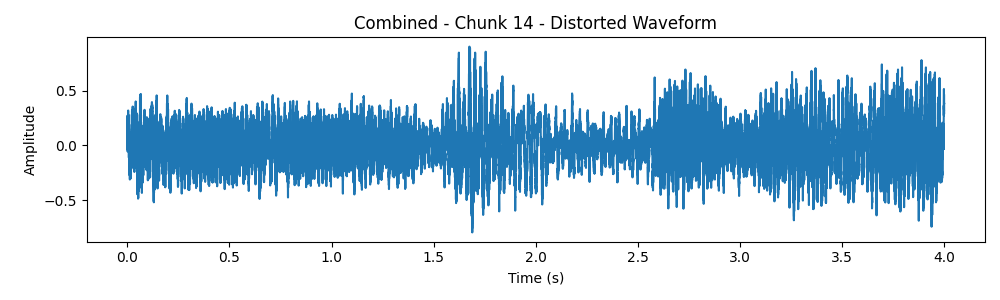 Combined - Chunk 14 - Distorted Waveform
Amplitude
0.5
0.0
−0.5
0.0 0.5 1.0 1.5 2.0 2.5 3.0 3.5 4.0
Time (s)